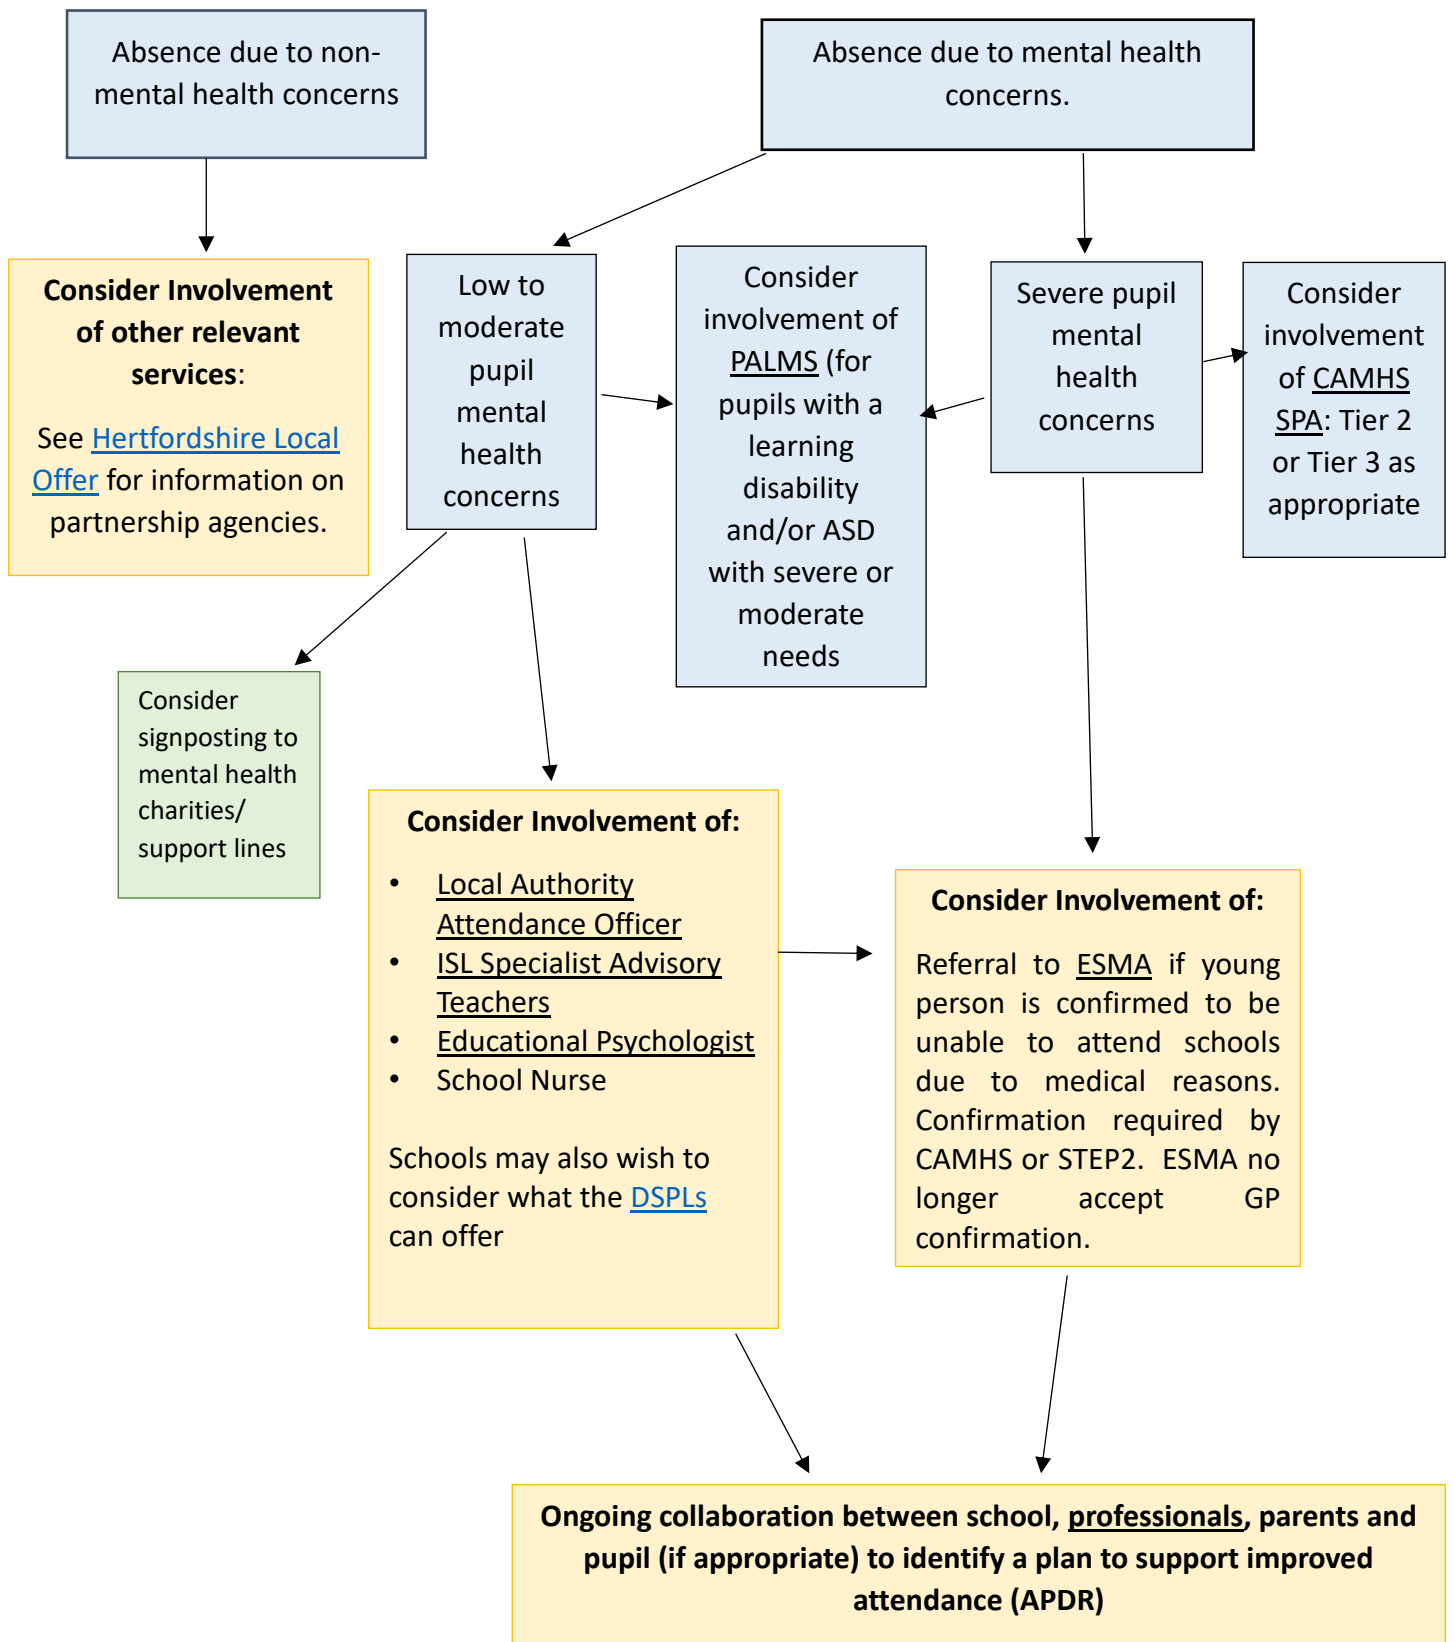 Absence due to non-
mental health concerns
Absence due to mental health
concerns.
Consider Involvement
of other relevant
services:
See Hertfordshire Local
Offer for information on
partnership agencies.
Low to
moderate
pupil
mental
health
concerns
Consider
involvement of
PALMS (for
pupils with a
learning
disability
and/or ASD
with severe or
moderate
needs
Severe pupil
mental
health
concerns
Consider
involvement
of CAMHS
SPA: Tier 2
or Tier 3 as
appropriate
Consider
signposting to
mental health
charities/
support lines
Consider Involvement of:
• Local Authority
Attendance Officer
• ISL Specialist Advisory
Teachers
• Educational Psychologist
• School Nurse
Schools may also wish to
consider what the DSPLs
can offer
Consider Involvement of:
Referral to ESMA if young
person is confirmed to be
unable to attend schools
due to medical reasons.
Confirmation required by
CAMHS or STEP2. ESMA no
longer accept GP
confirmation.
Ongoing collaboration between school, professionals, parents and
pupil (if appropriate) to identify a plan to support improved
attendance (APDR)